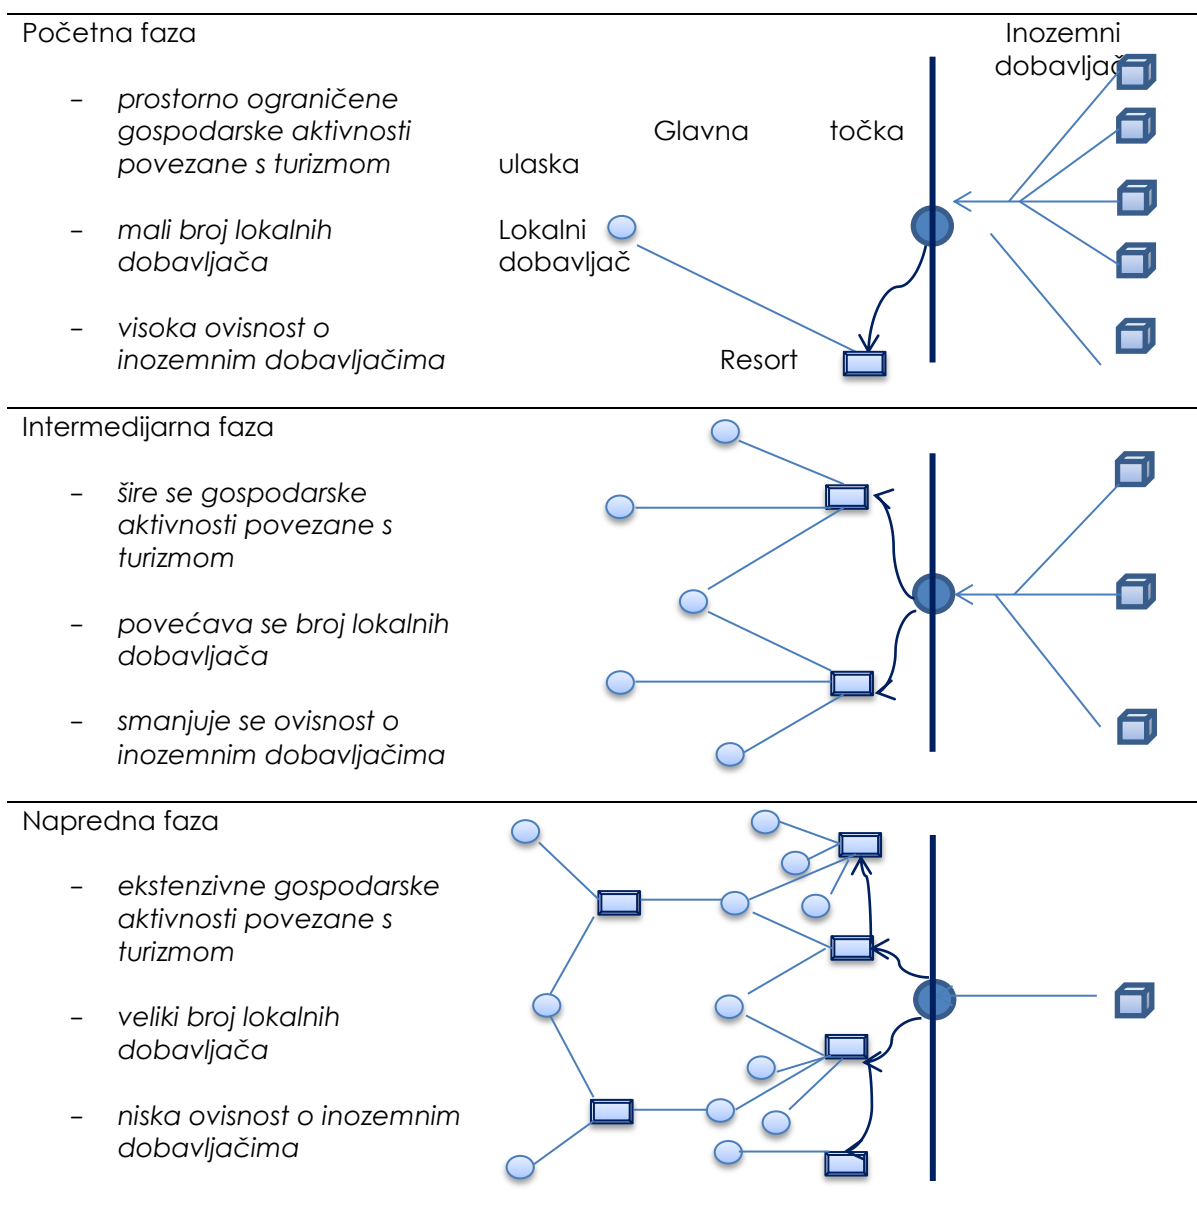 Početna faza
- prostorno ograničene
gospodarske aktivnosti
povezane s turizmom
- mali broj lokalnih
dobavljača
- visoka ovisnost o
inozemnim dobavljačima
Inozemni
dobavljač
Glavna točka
ulaska
Lokalni
dobavljač
Resort
Intermedijarna faza
- šire se gospodarske
aktivnosti povezane s
turizmom
- povećava se broj lokalnih
dobavljača
- smanjuje se ovisnost o
inozemnim dobavljačima
Napredna faza
- ekstenzivne gospodarske
aktivnosti povezane s
turizmom
- veliki broj lokalnih
dobavljača
- niska ovisnost o inozemnim
dobavljačima